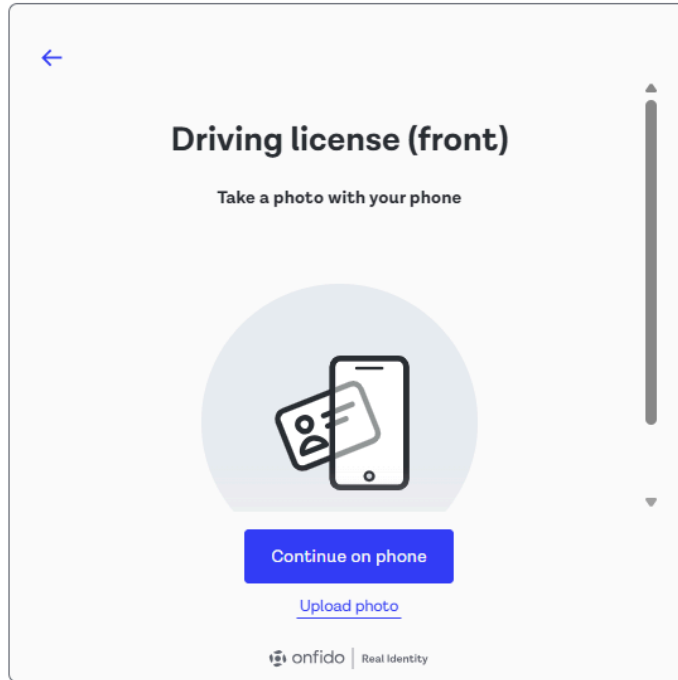 Driving license (front)
Take a photo with your phone
Continue on phone
Upload photo
onfido | Real Identity